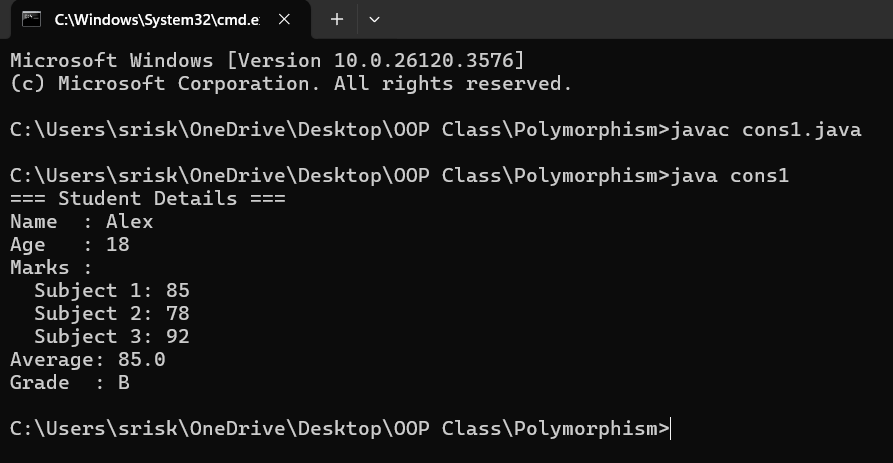 C:\Windows\System32\cmd.e
Microsoft Windows [Version 10.0.26120.3576]
(c) Microsoft Corporation. All rights reserved.
C:\Users\srisk\OneDrive\Desktop\OOP Class\Polymorphism>javac cons1.java
C:\Users\srisk\OneDrive\Desktop\OOP Class\Polymorphism>java cons1
=== Student Details ===
Name  : Alex
Age   : 18
Marks :
  Subject 1: 85
  Subject 2: 78
  Subject 3: 92
Average: 85.0
Grade  : B
C:\Users\srisk\OneDrive\Desktop\OOP Class\Polymorphism>